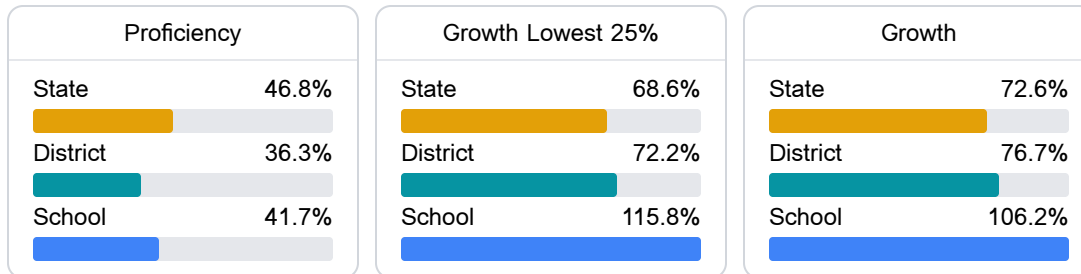 Proficiency
State 46.8%
District 36.3%
School 41.7%
Growth Lowest 25%
State 68.6%
District 72.2%
School 115.8%
Growth
State 72.6%
District 76.7%
School 106.2%